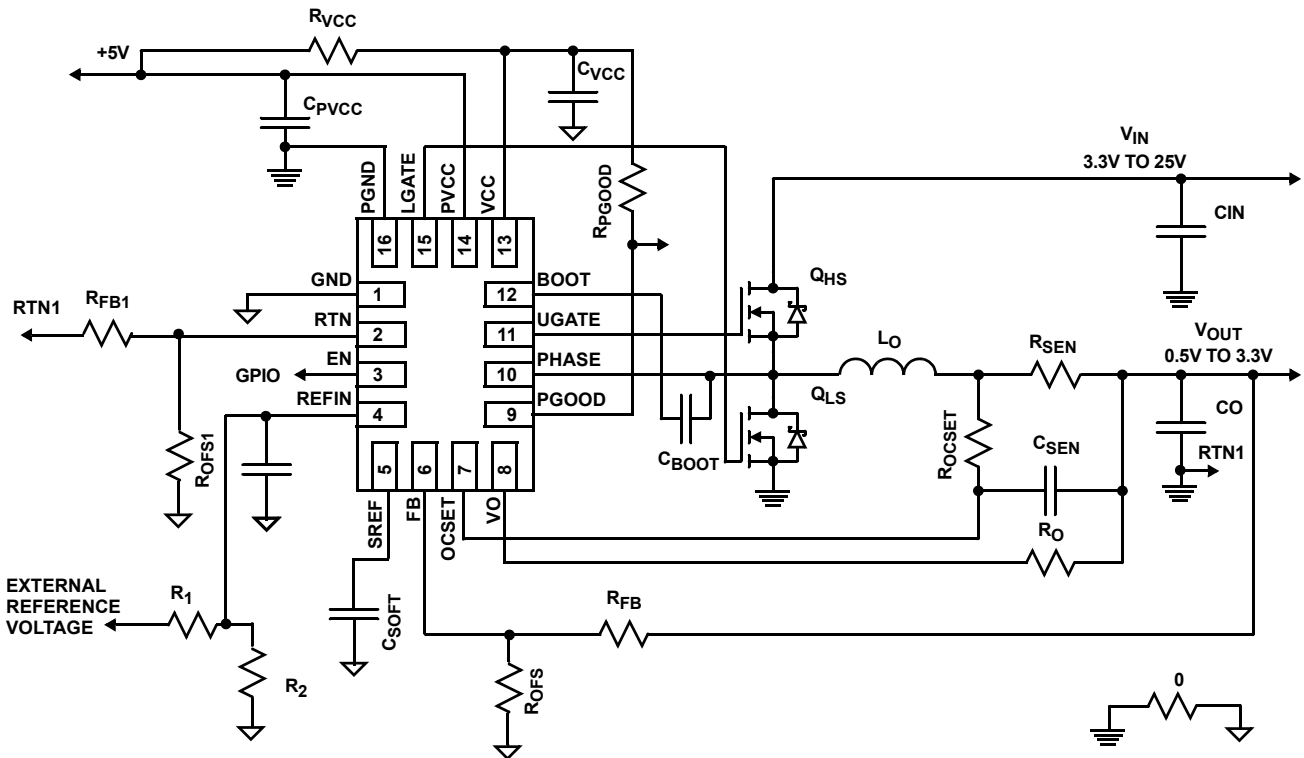 RVCC
+5V
CVCC
CPVCC
VIN
3.3V TO 25V
PGND
LGATE
PVCC
VCC
RPGOOD
CIN
16
15
14
13
GND
1
12
BOOT
QHS
RTN1
RFB1
RTN
2
11
UGATE
LO
RSEN
VOUT
0.5V TO 3.3V
GPIO
EN
3
10
PHASE
QLS
REFIN
4
9
PGOOD
CO
ROFS1
5
6
7
8
CBOOT
ROCSET
CSEN
RTN1
SREF
FB
OCSET
VO
RO
EXTERNAL
REFERENCE
VOLTAGE
R1
CSOFT
RFB
R2
ROFS
0